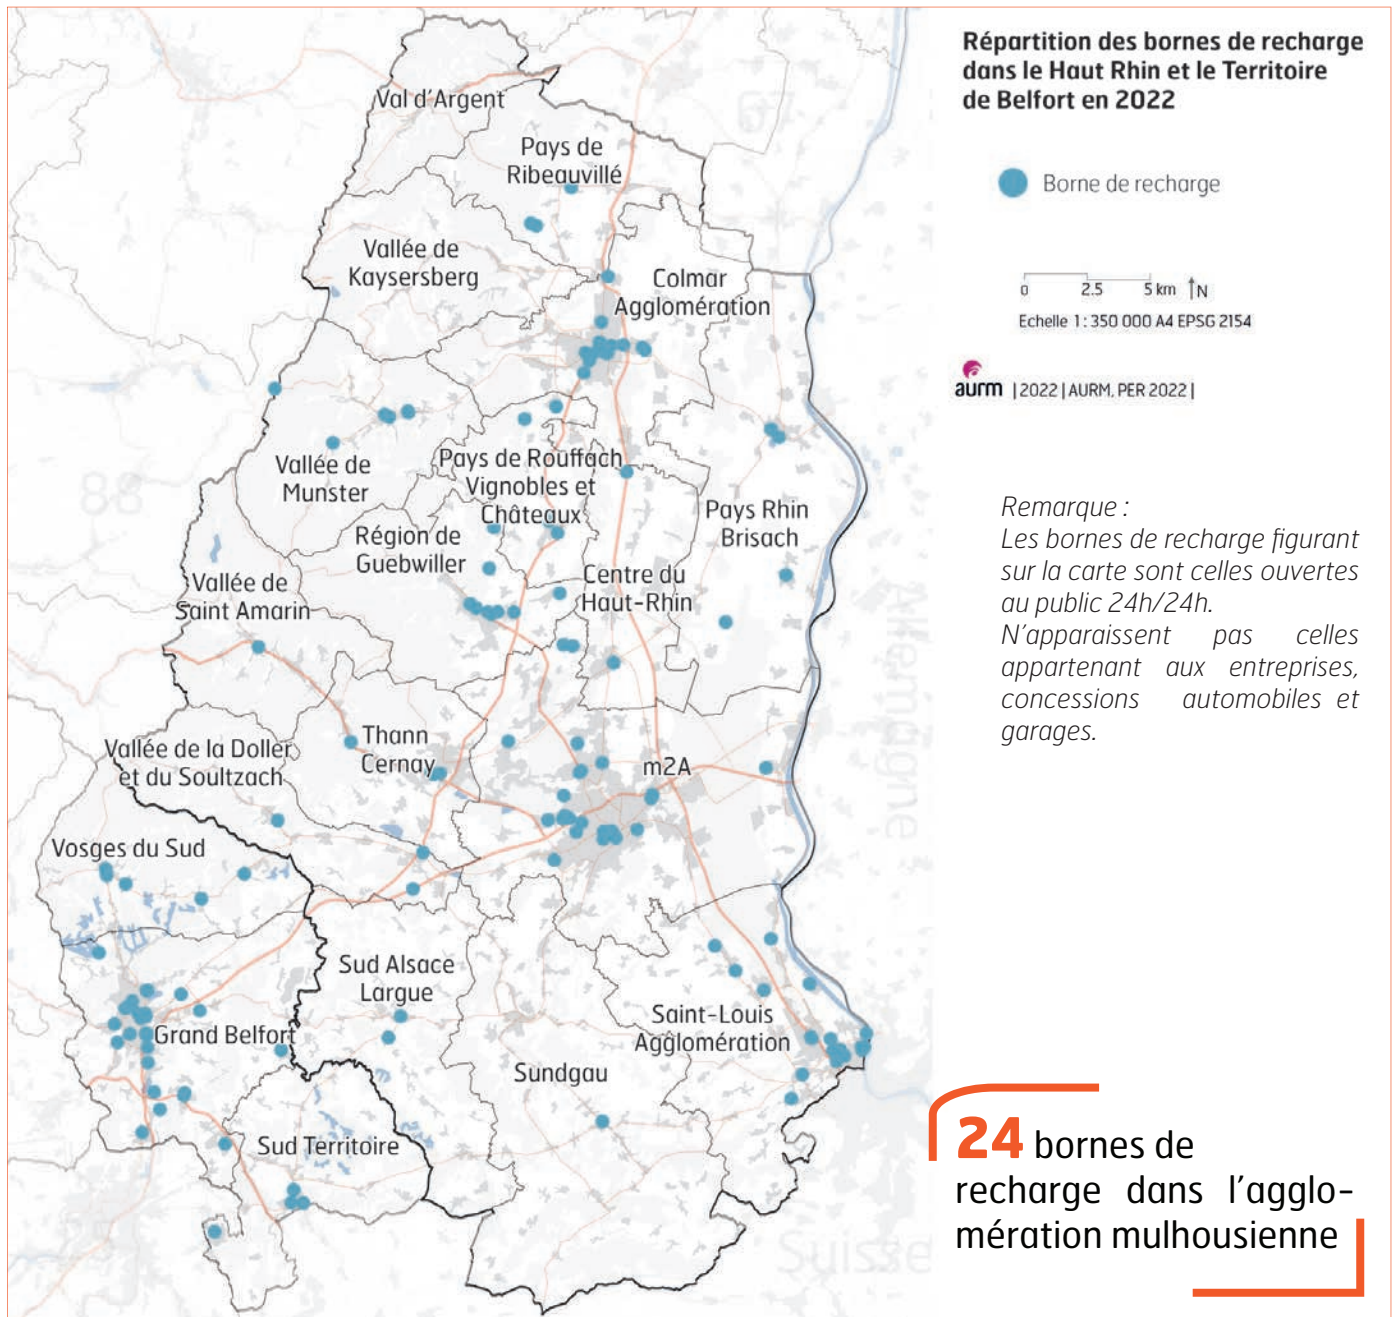 Répartition des bornes de recharge
dans le Haut Rhin et le Territoire
de Belfort en 2022
Borne de recharge
0 2.5 5 km N
Echelle 1 : 350 000 A4 EPSG 2154
aurm | 2022 | AURM, PER 2022 |
Remarque :
Les bornes de recharge figurant
sur la carte sont celles ouvertes
au public 24h/24h.
N'apparaissent pas celles
appartenant aux entreprises,
concessions automobiles et
garages.
24 bornes de
recharge dans l'agglo-
mération mulhousienne
67
Val d'Argent
Pays de
Ribeauvillé
Vallée de
Kaysersberg
Colmar
Agglomération
88
Vallée de
Munster
Pays de Rouffach
Vignobles et
Châteaux
Région de
Guebwiller
Pays Rhin
Brisach
Centre du
Haut-Rhin
Vallée de
Saint Amarin
Allemagne
Thann
Cernay
Vallée de la Doller
et du Soultzach
m2A
Vosges du Sud
Sud Alsace
Largue
Grand Belfort
Saint-Louis
Agglomération
Sundgau
Sud Territoire
Suisse